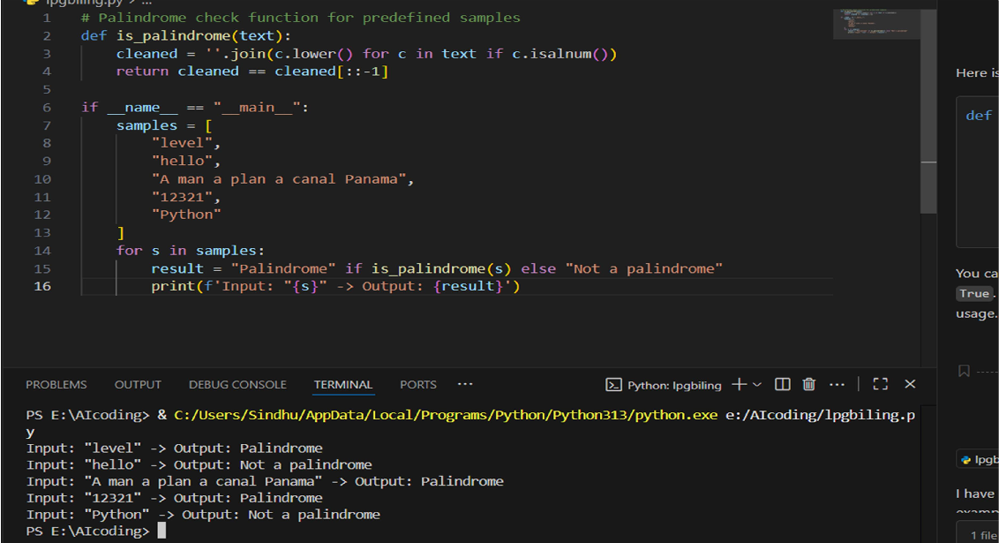 lpgbiling.py > ...
1 # Palindrome check function for predefined samples
2 def is_palindrome(text):
3     cleaned = ''.join(c.lower() for c in text if c.isalnum())
4     return cleaned == cleaned[::-1]
5
6 if __name__ == "__main__":
7     samples = [
8         "level",
9         "hello",
10         "A man a plan a canal Panama",
11         "12321",
12         "Python"
13     ]
14     for s in samples:
15         result = "Palindrome" if is_palindrome(s) else "Not a palindrome"
16         print(f'Input: "{s}" -> Output: {result}')
PROBLEMS OUTPUT DEBUG CONSOLE TERMINAL PORTS ··· Python: lpgbiling
PS E:\AIcoding> & C:/Users/Sindhu/AppData/Local/Programs/Python/Python313/python.exe e:/AIcoding/lpgbiling.p
y
Input: "level" -> Output: Palindrome
Input: "hello" -> Output: Not a palindrome
Input: "A man a plan a canal Panama" -> Output: Palindrome
Input: "12321" -> Output: Palindrome
Input: "Python" -> Output: Not a palindrome
PS E:\AIcoding>
Here is
def
You ca
True.
usage.
lpgb
I have
1 file